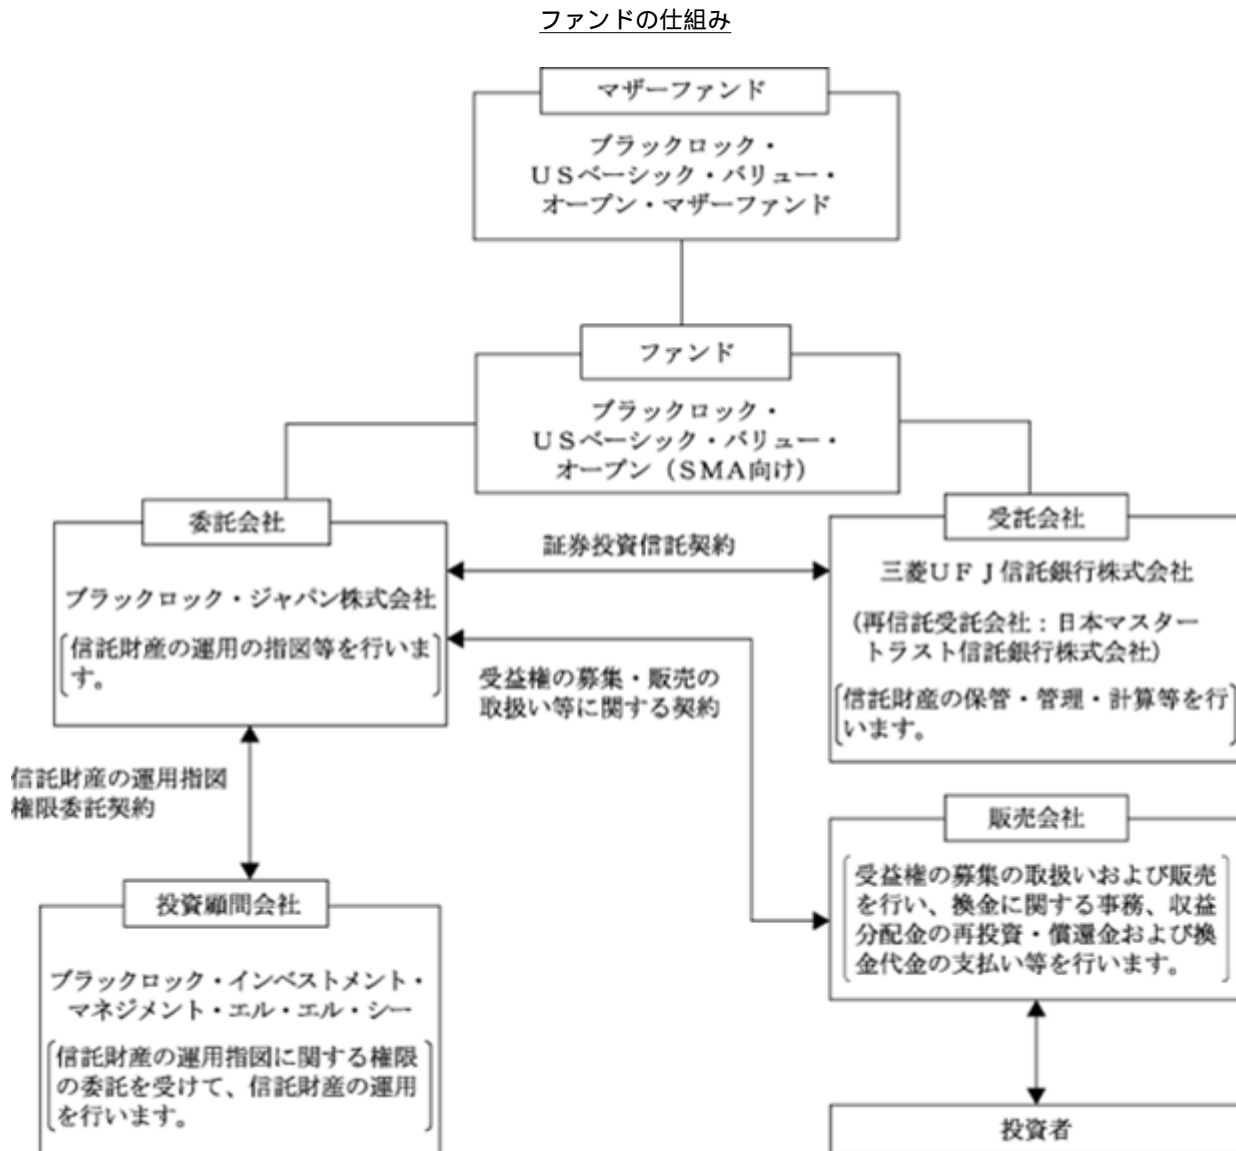 ファンドの仕組み
マザーファンド
ブラックロック・
USベーシック・バリュー・
オープン・マザーファンド
ファンド
ブラックロック・
USベーシック・バリュー・
オープン（SMA向け）
委託会社
ブラックロック・ジャパン株式会社
信託財産の運用の指図等を行いま
す。
証券投資信託契約
受益権の募集・販売の
取扱い等に関する契約
受託会社
三菱UFJ信託銀行株式会社
（再信託受託会社：日本マスター
トラスト信託銀行株式会社）
信託財産の保管・管理・計算等を行
います。
信託財産の運用指図
権限委託契約
販売会社
受益権の募集の取扱いおよび販売
を行い、換金に関する事務、収益
分配金の再投資・償還金および換
金代金の支払い等を行います。
投資顧問会社
ブラックロック・インベストメント・
マネジメント・エル・エル・シー
信託財産の運用指図に関する権限
の委託を受けて、信託財産の運用
を行います。
投資者